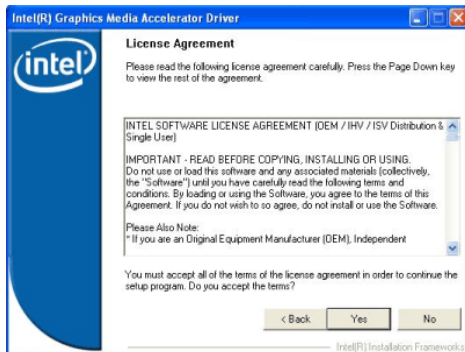 Intel(R) Graphics Media Accelerator Driver
intel
License Agreement
Please read the following license agreement carefully. Press the Page Down key
to view the rest of the agreement.
INTEL SOFTWARE LICENSE AGREEMENT (OEM / IHV / ISV Distribution &
Single User)
IMPORTANT - READ BEFORE COPYING, INSTALLING OR USING.
Do not use or load this software and any associated materials (collectively,
the "Software") until you have carefully read the following terms and
conditions. By loading or using the Software, you agree to the terms of this
Agreement. If you do not wish to so agree, do not install or use the Software.
Please Also Note:
* If you are an Original Equipment Manufacturer (OEM), Independent
You must accept all of the terms of the license agreement in order to continue the
setup program. Do you accept the terms?
< Back
Yes
No
Intel(R) Installation Frameworks